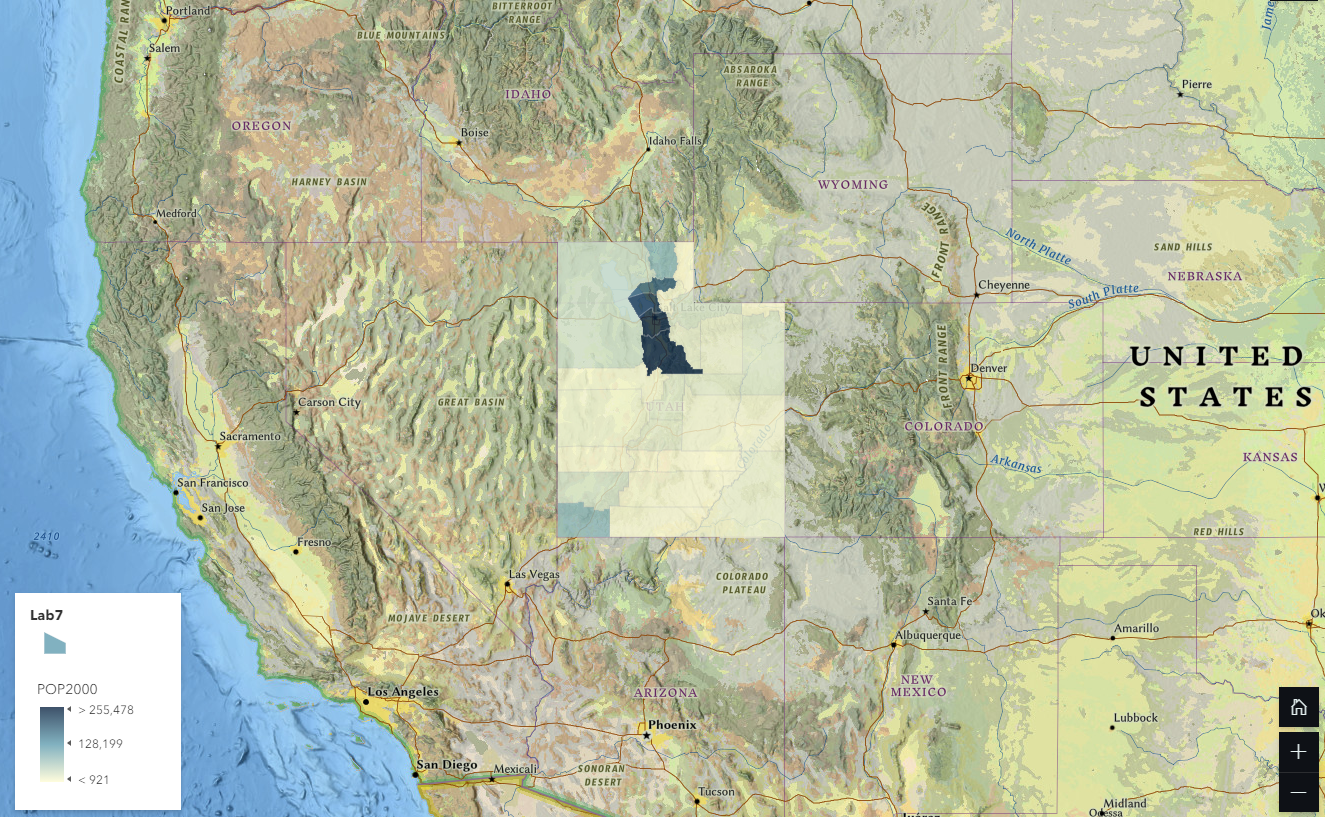 Portland
BITTERROOT
RANGE
COASTAL RAN
Salem
BLUE MOUNTAINS
ABSAROKA
RANGE
Jame
Pierre
IDAHO
OREGON
Boise
Idaho Falls
HARNEY BASIN
WYOMING
Medford
FRONT RANGE
North Platte
SAND HILLS
NEBRASKA
Cheyenne
South Platte
Lake City
UNITED
STATES
FRONT RANGE
Denver
Carson City
GREAT BASIN
UTAH
COLORADO
Colorado
Sacramento
Arkansas
KANSAS
San Francisco
San Jose
W
RED HILLS
2410
Fresno
Las Vegas
COLORADO
PLATEAU
MOJAVE DESERT
Santa Fe
Ok
Amarillo
Albuquerque
Lab7
POP2000
> 255,478
128,199
< 921
Los Angeles
ARIZONA
NEW
MEXICO
Phoenix
Lubbock
San Diego
Mexicali
SONORAN
DESERT
Tucson
Midland
Odessa
Juárez